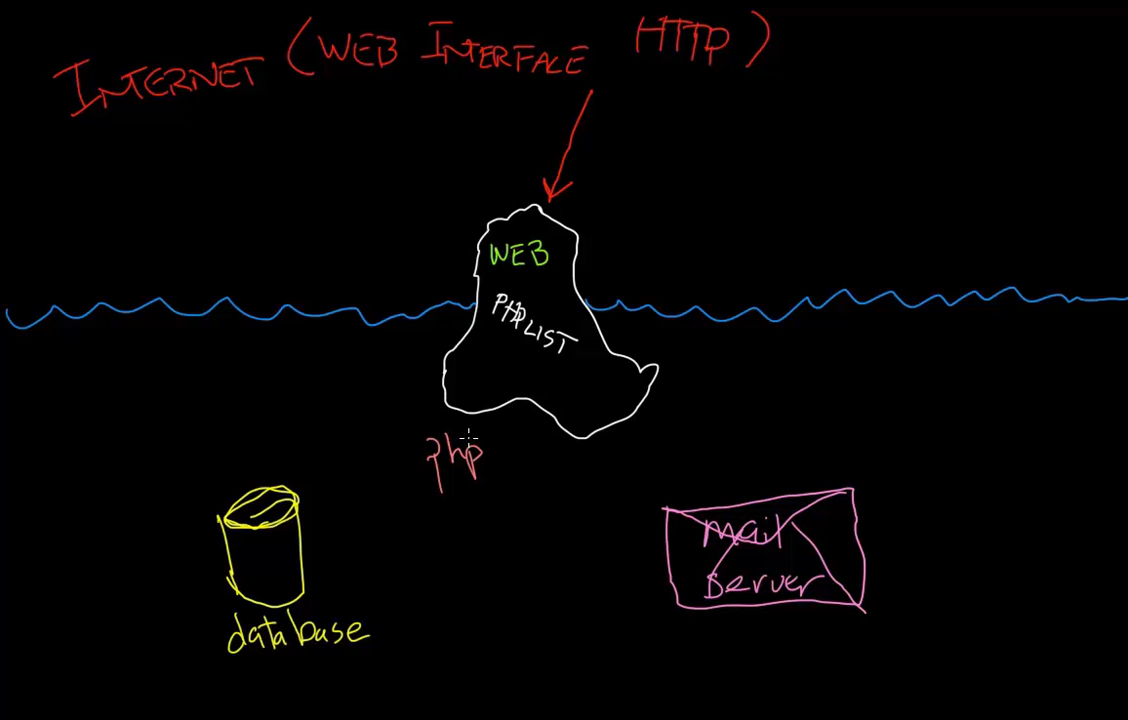 INTERNET (WEB INTERFACE HTTP)
WEB
PHPLIST
php
mail
server
database